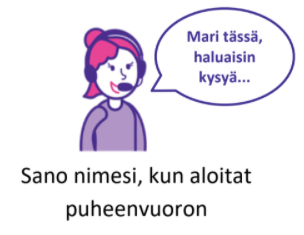 Mari tässä,
haluaisin
kysyä...
Sano nimesi, kun aloitat
puheenvuoron